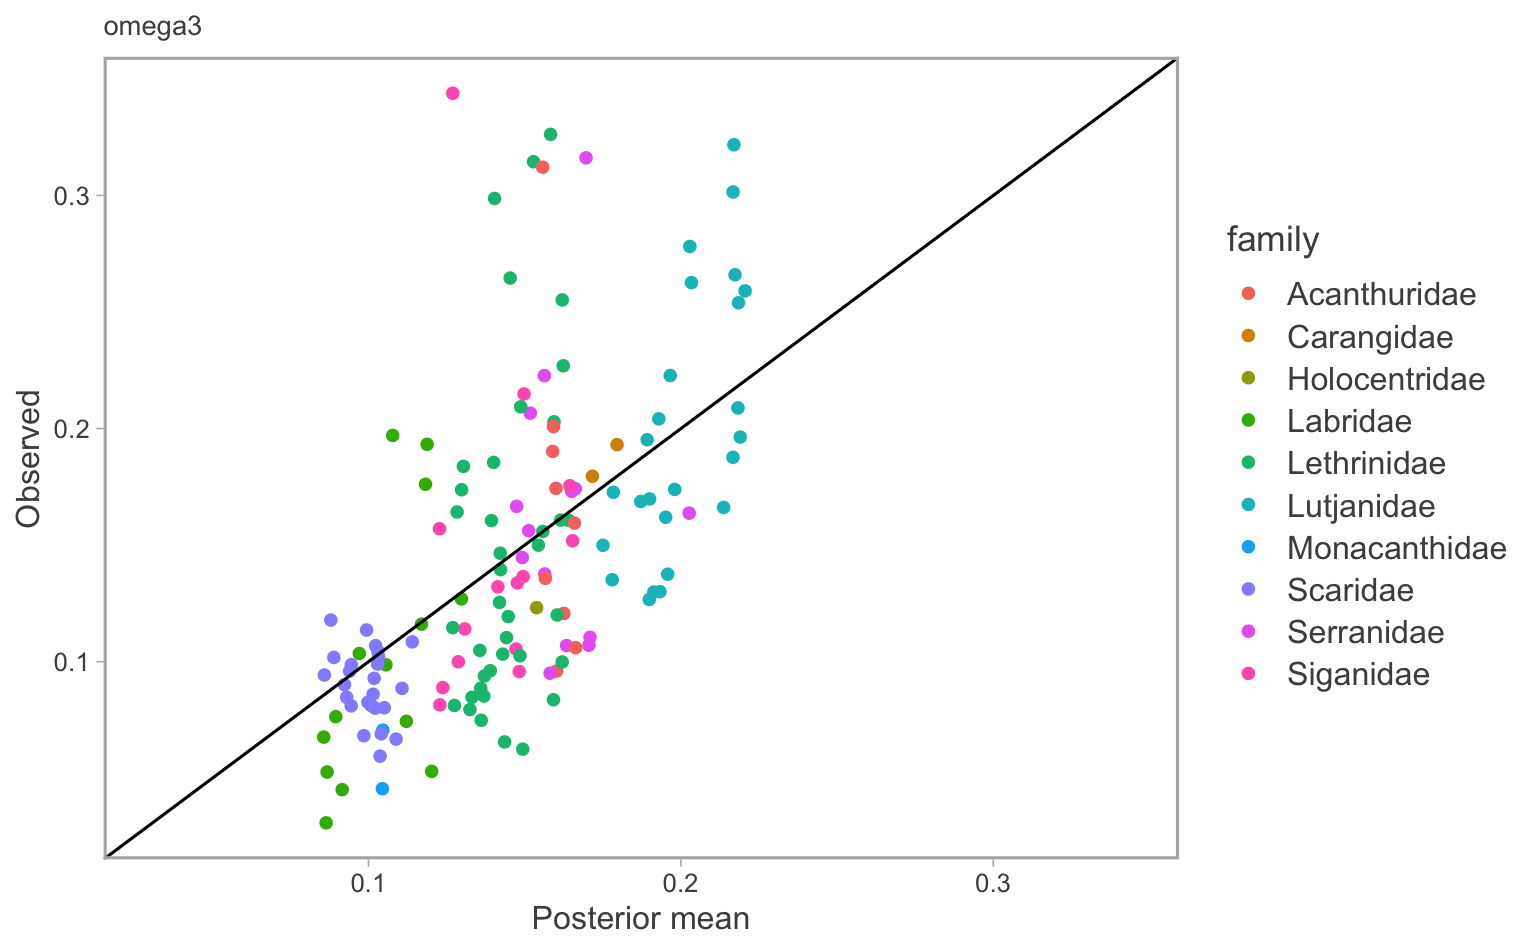 omega3
Observed
0.3
0.2
0.1
0.1
0.2
0.3
Posterior mean
family
Acanthuridae
Carangidae
Holocentridae
Labridae
Lethrinidae
Lutjanidae
Monacanthidae
Scaridae
Serranidae
Siganidae